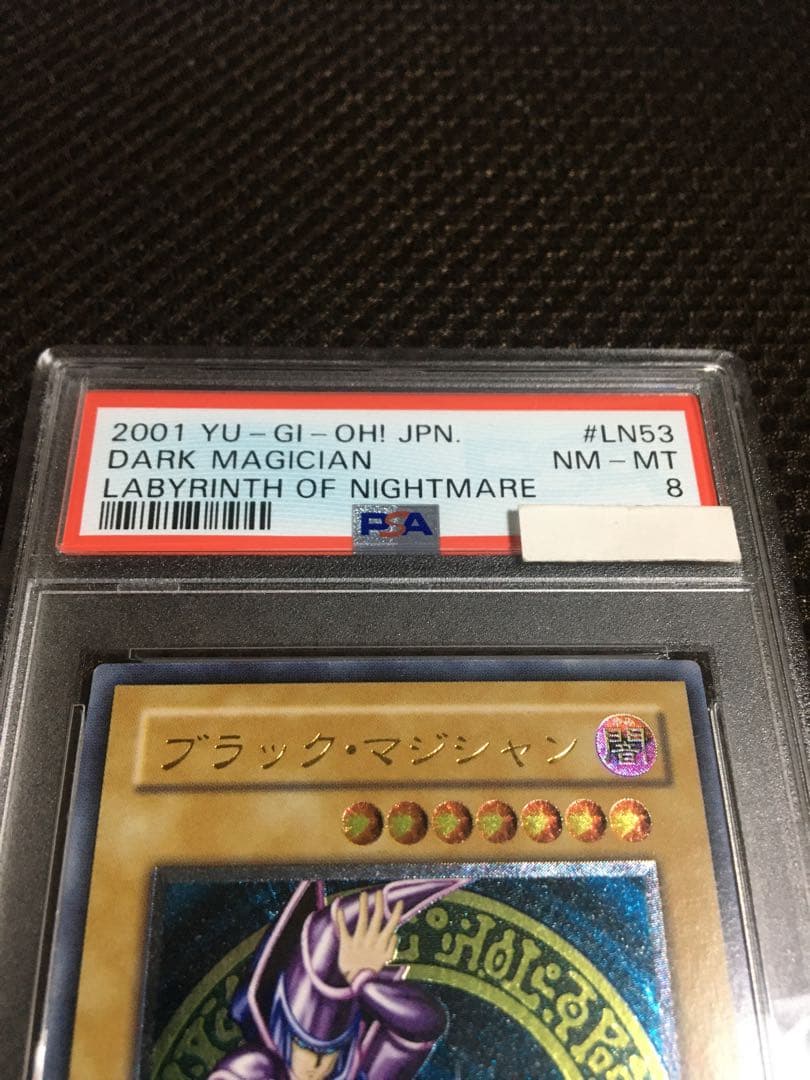 2001 YU-GI-OH! JPN. #LN53
DARK MAGICIAN NM-MT
LABYRINTH OF NIGHTMARE 8
PSA
ブラック・マジシャン 闇